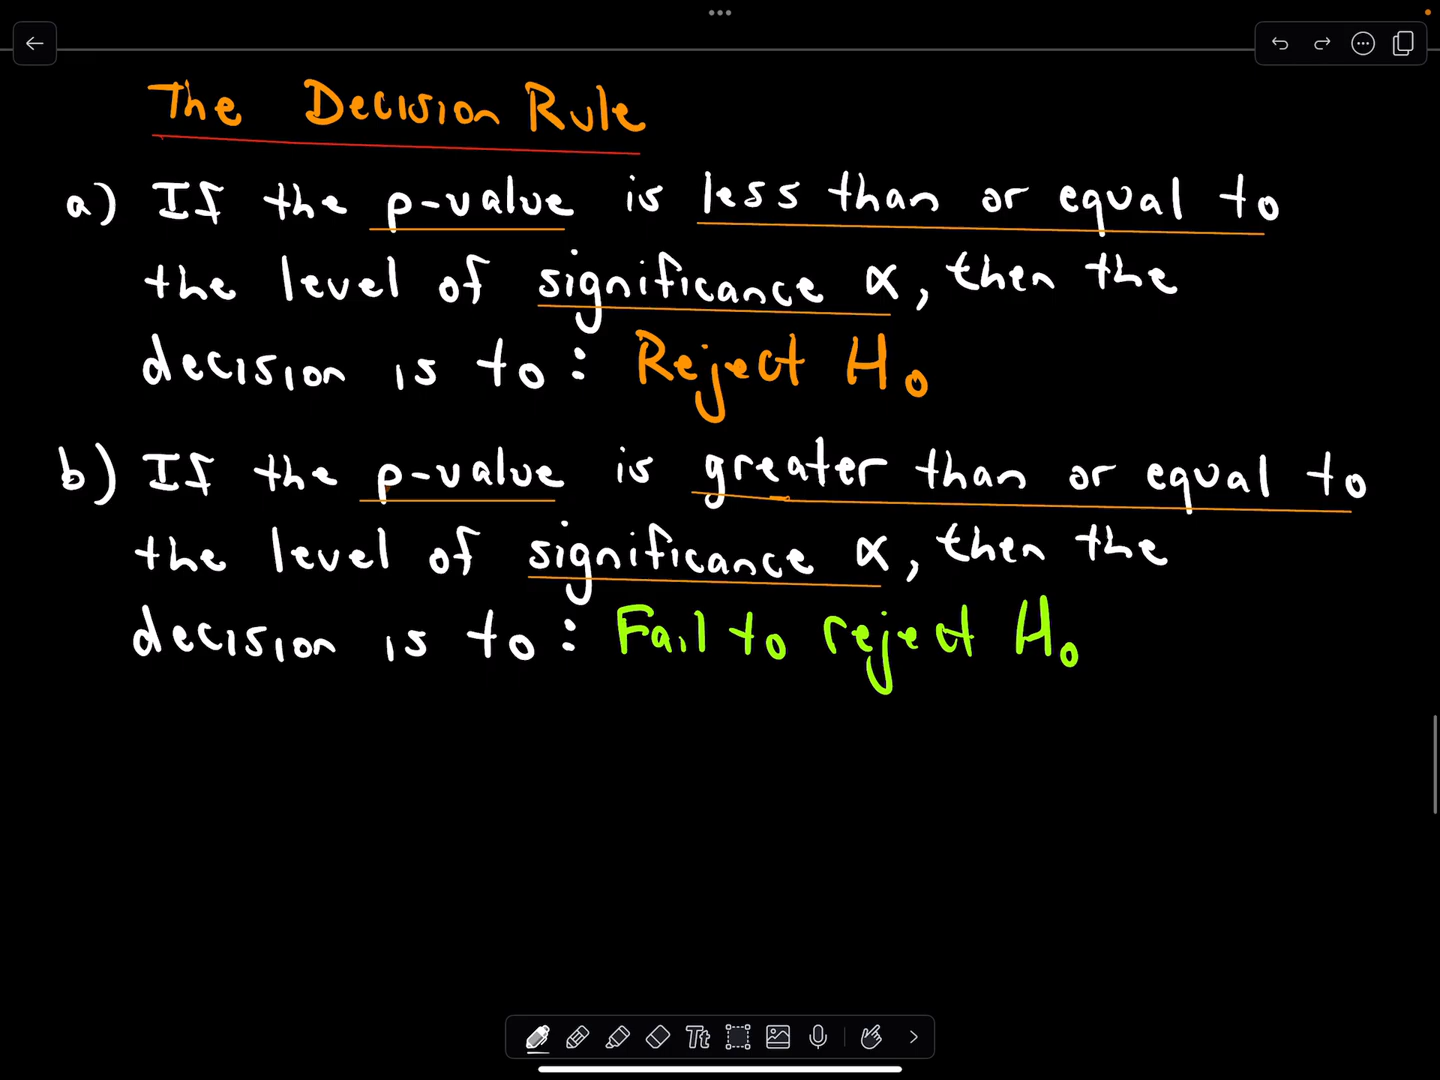 The Decision Rule
a) If the p-value is less than or equal to
the level of significance α, then the
decision is to: Reject H₀
b) If the p-value is greater than or equal to
the level of significance α, then the
decision is to: Fail to reject H₀
Tt